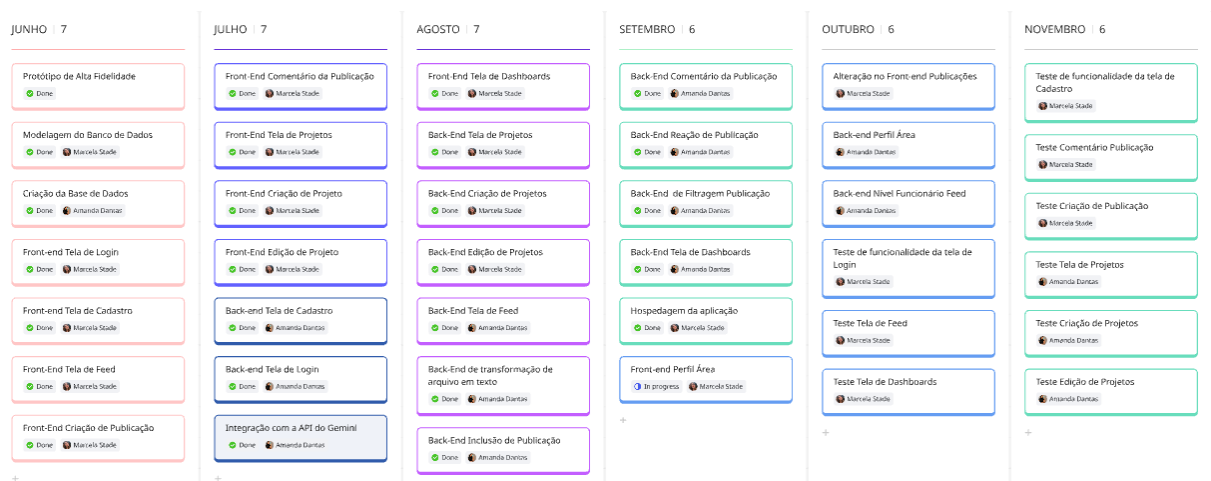 JUNHO 7
Protótipo de Alta Fidelidade
Done
Modelagem do Banco de Dados
Done Marcela Stade
Criação da Base de Dados
Done Amanda Dantas
Front-end Tela de Login
Done Marcela Stade
Front-end Tela de Cadastro
Done Marcela Stade
Front-End Tela de Feed
Done Marcela Stade
Front-End Criação de Publicação
Done Marcela Stade
+
JULHO 7
Front-End Comentário da Publicação
Done Marcela Stade
Front-End Tela de Projetos
Done Marcela Stade
Front-End Criação de Projeto
Done Marcela Stade
Front-End Edição de Projeto
Done Marcela Stade
Back-end Tela de Cadastro
Done Amanda Dantas
Back-end Tela de Login
Done Amanda Dantas
Integração com a API do Gemini
Done Amanda Dantas
+
AGOSTO 7
Front-End Tela de Dashboards
Done Marcela Stade
Back-End Tela de Projetos
Done Marcela Stade
Back-End Criação de Projetos
Done Marcela Stade
Back-End Edição de Projetos
Done Marcela Stade
Back-End Tela de Feed
Done Amanda Dantas
Back-End de transformação de
arquivo em texto
Done Amanda Dantas
Back-End Inclusão de Publicação
Done Amanda Dantas
SETEMBRO 6
Back-End Comentário da Publicação
Done Amanda Dantas
Back-End Reação de Publicação
Done Amanda Dantas
Back-End de Filtragem Publicação
Done Amanda Dantas
Back-End Tela de Dashboards
Done Amanda Dantas
Hospedagem da aplicação
Done Marcela Stade
Front-end Perfil Área
In progress Marcela Stade
+
OUTUBRO 6
Alteração no Front-end Publicações
Marcela Stade
Back-end Perfil Área
Amanda Dantas
Back-end Nível Funcionário Feed
Amanda Dantas
Teste de funcionalidade da tela de
Login
Marcela Stade
Teste Tela de Feed
Marcela Stade
Teste Tela de Dashboards
Marcela Stade
+
NOVEMBRO 6
Teste de funcionalidade da tela de
Cadastro
Marcela Stade
Teste Comentário Publicação
Marcela Stade
Teste Criação de Publicação
Marcela Stade
Teste Tela de Projetos
Amanda Dantas
Teste Criação de Projetos
Amanda Dantas
Teste Edição de Projetos
Amanda Dantas
+